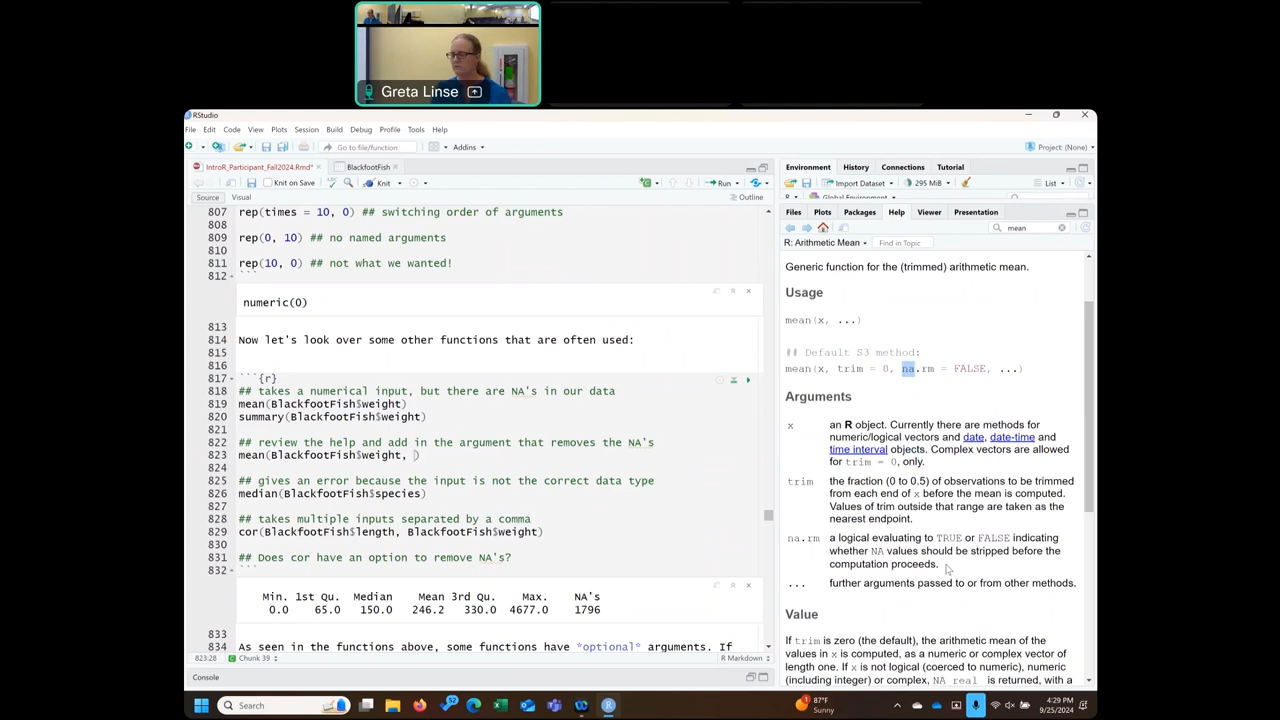 Greta Linse
RStudio
File Edit Code View Plots Session Build Debug Profile Tools Help
Go to file/function Addins
Project: (None)
IntroR_Participant_Fall2024.Rmd* BlackfootFish
Knit on Save Knit Run
Source Visual Outline
807 rep(times = 10, 0) ## switching order of arguments
808
809 rep(0, 10) ## no named arguments
810
811 rep(10, 0) ## not what we wanted!
812 ```
numeric(0)
813
814 Now let's look over some other functions that are often used:
815
816
817 ```{r}
818 ## takes a numerical input, but there are NA's in our data
819 mean(BlackfootFish$weight)
820 summary(BlackfootFish$weight)
821
822 ## review the help and add in the argument that removes the NA's
823 mean(BlackfootFish$weight, )
824
825 ## gives an error because the input is not the correct data type
826 median(BlackfootFish$species)
827
828 ## takes multiple inputs separated by a comma
829 cor(BlackfootFish$length, BlackfootFish$weight)
830
831 ## Does cor have an option to remove NA's?
832 ```
Min. 1st Qu. Median Mean 3rd Qu. Max. NA's
0.0 65.0 150.0 246.2 330.0 4677.0 1796
833
834 As seen in the functions above, some functions have *optional* arguments. If
823:28 Chunk 39 R Markdown
Console
Environment History Connections Tutorial
Import Dataset 295 MiB List
R Global Environment
Files Plots Packages Help Viewer Presentation
mean
R: Arithmetic Mean Find in Topic
Generic function for the (trimmed) arithmetic mean.
Usage
mean(x, ...)
## Default S3 method:
mean(x, trim = 0, na.rm = FALSE, ...)
Arguments
x an R object. Currently there are methods for
numeric/logical vectors and date, date-time and
time interval objects. Complex vectors are allowed
for trim = 0, only.
trim the fraction (0 to 0.5) of observations to be trimmed
from each end of x before the mean is computed.
Values of trim outside that range are taken as the
nearest endpoint.
na.rm a logical evaluating to TRUE or FALSE indicating
whether NA values should be stripped before the
computation proceeds.
... further arguments passed to or from other methods.
Value
If trim is zero (the default), the arithmetic mean of the
values in x is computed, as a numeric or complex vector of
length one. If x is not logical (coerced to numeric), numeric
(including integer) or complex, NA_real_ is returned, with a
Search
87°F
Sunny
4:29 PM
9/25/2024